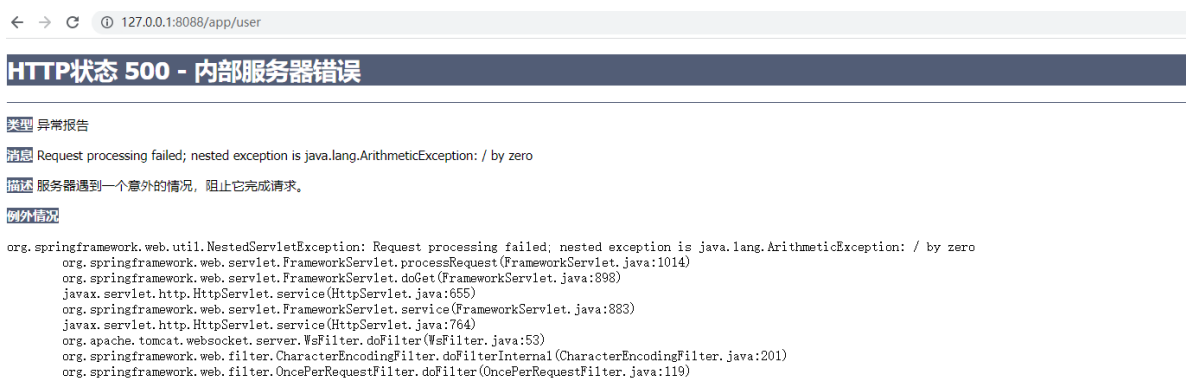 127.0.0.1:8088/app/user
HTTP状态 500 - 内部服务器错误
类型 异常报告
消息 Request processing failed; nested exception is java.lang.ArithmeticException: / by zero
描述 服务器遇到一个意外的情况，阻止它完成请求。
例外情况
org.springframework.web.util.NestedServletException: Request processing failed; nested exception is java.lang.ArithmeticException: / by zero
org.springframework.web.servlet.FrameworkServlet.processRequest(FrameworkServlet.java:1014)
org.springframework.web.servlet.FrameworkServlet.doGet(FrameworkServlet.java:898)
javax.servlet.http.HttpServlet.service(HttpServlet.java:655)
org.springframework.web.servlet.FrameworkServlet.service(FrameworkServlet.java:883)
javax.servlet.http.HttpServlet.service(HttpServlet.java:764)
org.apache.tomcat.websocket.server.WsFilter.doFilter(WsFilter.java:53)
org.springframework.web.filter.CharacterEncodingFilter.doFilterInternal(CharacterEncodingFilter.java:201)
org.springframework.web.filter.OncePerRequestFilter.doFilter(OncePerRequestFilter.java:119)